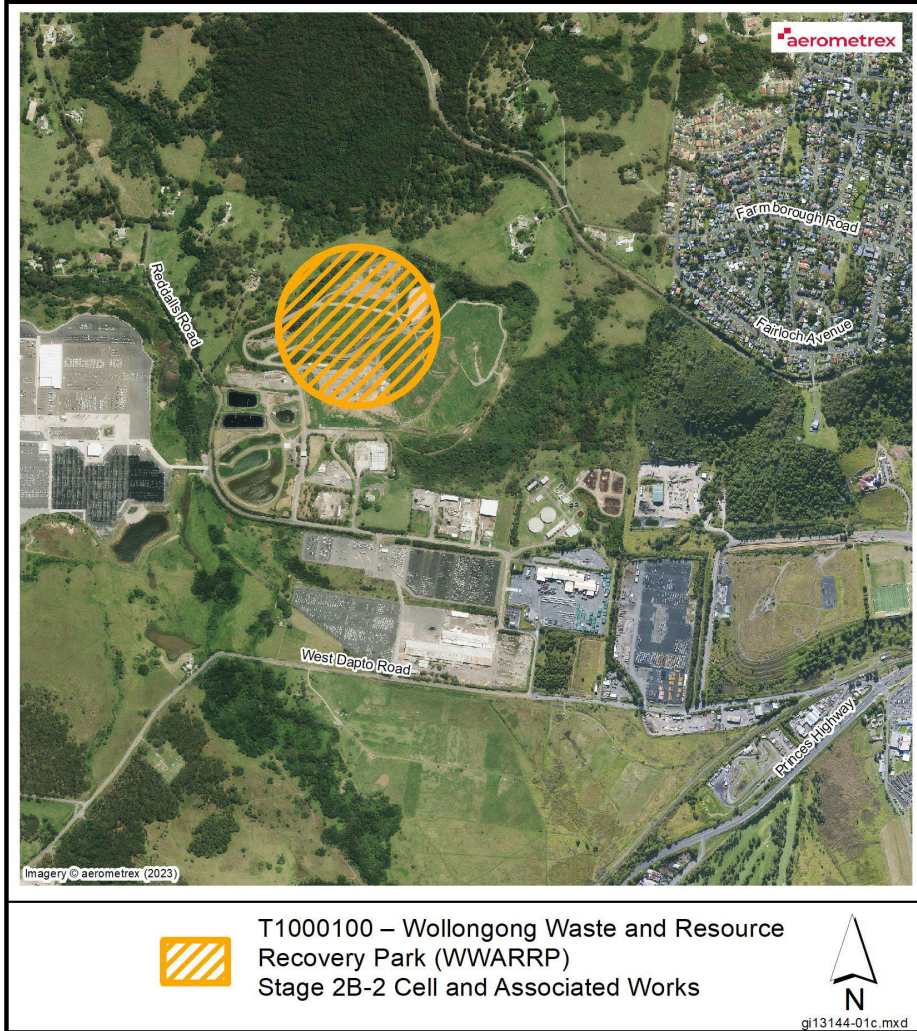 aerometrex
Farmborough Road
Reddalls Road
Fairloch Avenue
West Dapto Road
Princes Highway
Imagery © aerometrex (2023)
T1000100 – Wollongong Waste and Resource
Recovery Park (WWARRP)
Stage 2B-2 Cell and Associated Works
N
gi13144-01c.mxd